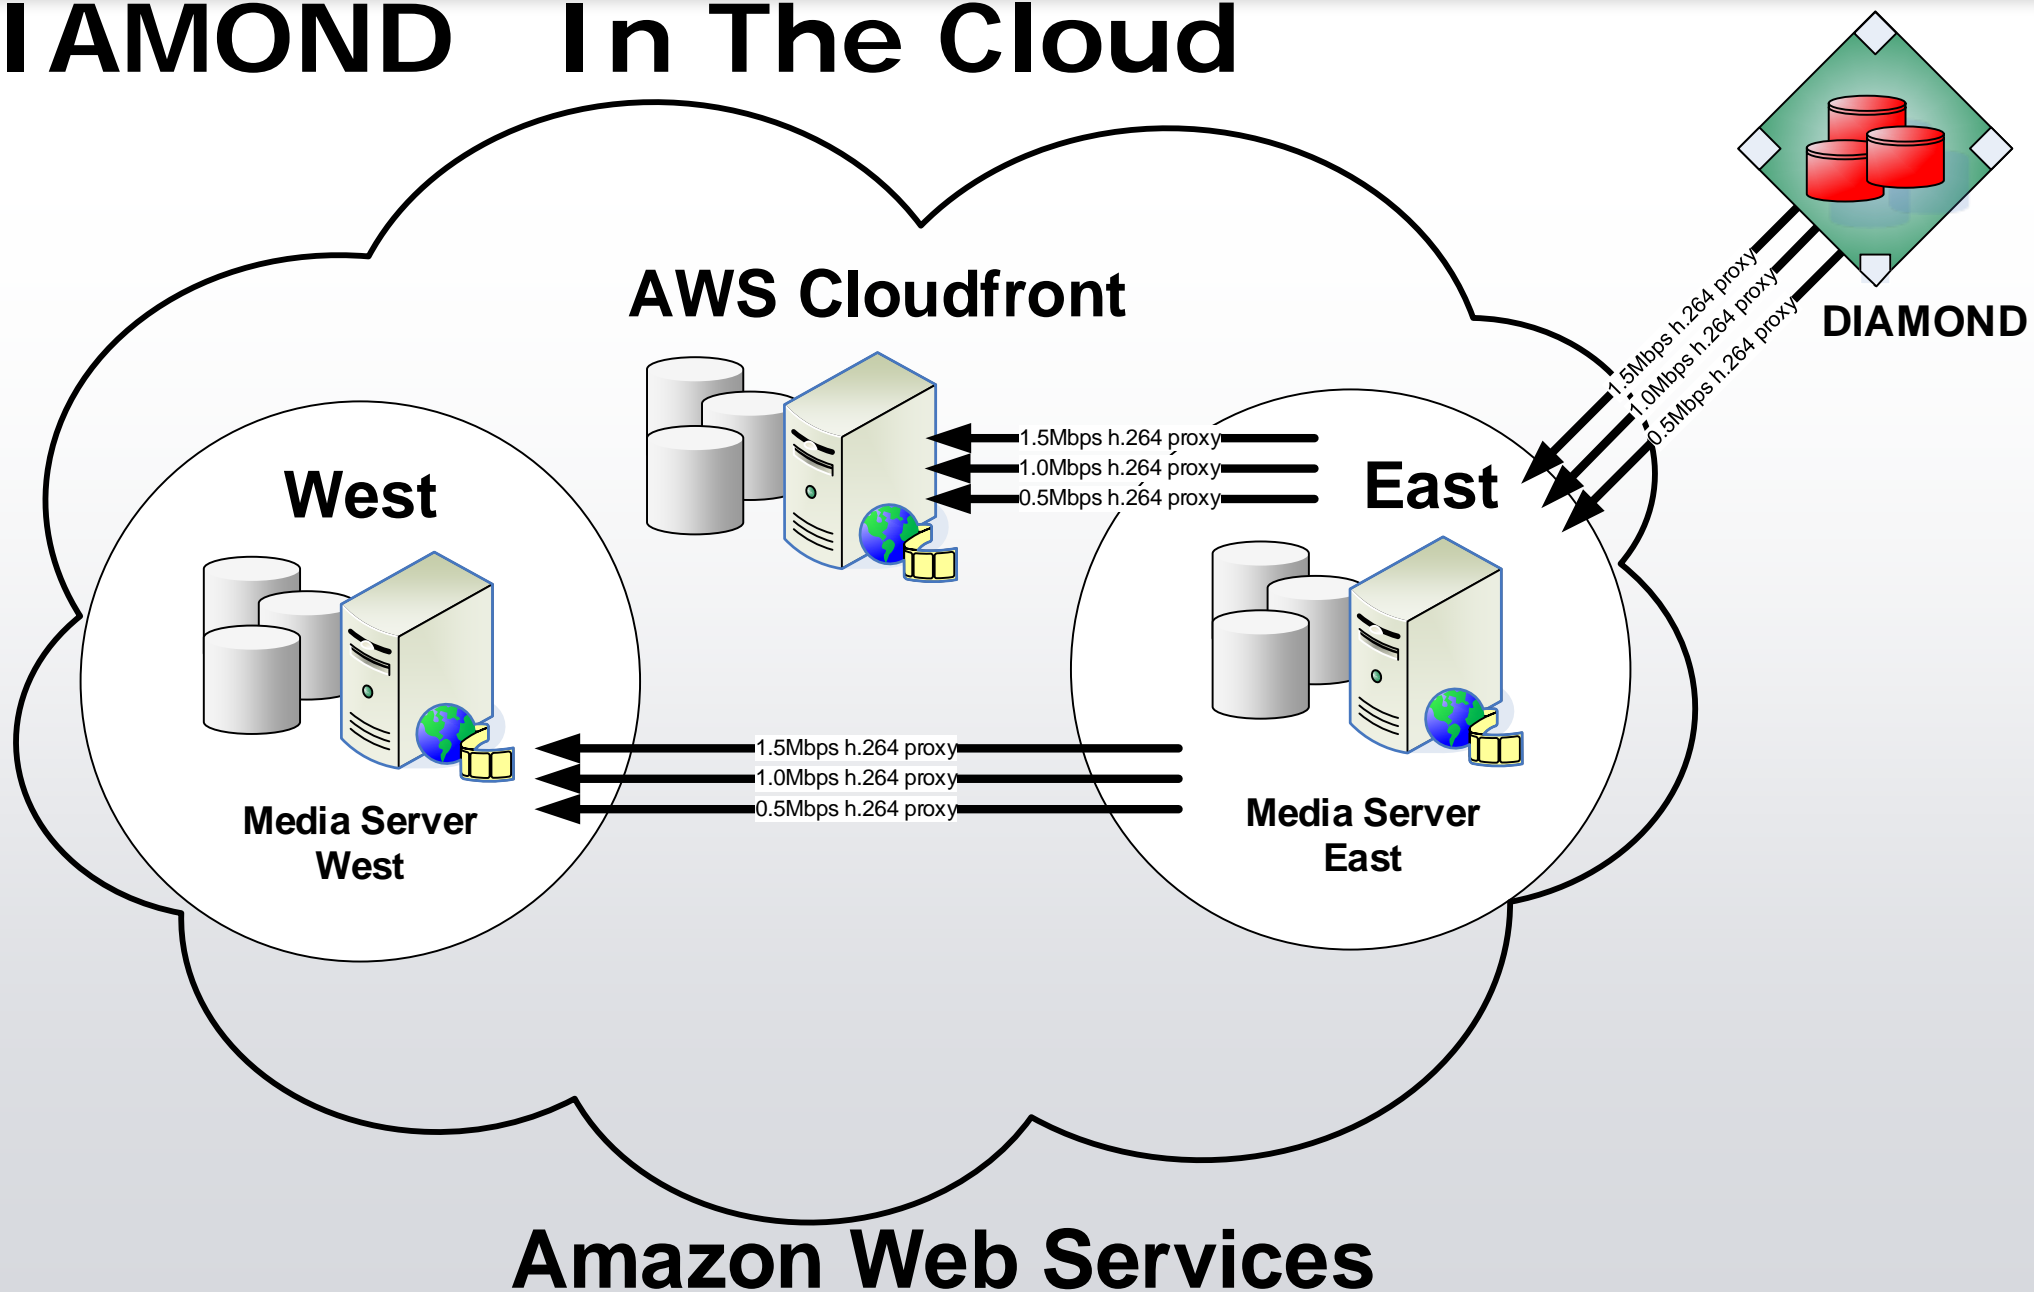 IAMOND In The Cloud
AWS Cloudfront
DIAMOND
1.5Mbps h.264 proxy
1.0Mbps h.264 proxy
0.5Mbps h.264 proxy
1.5Mbps h.264 proxy
1.0Mbps h.264 proxy
0.5Mbps h.264 proxy
West
East
1.5Mbps h.264 proxy
1.0Mbps h.264 proxy
0.5Mbps h.264 proxy
Media Server
West
Media Server
East
Amazon Web Services